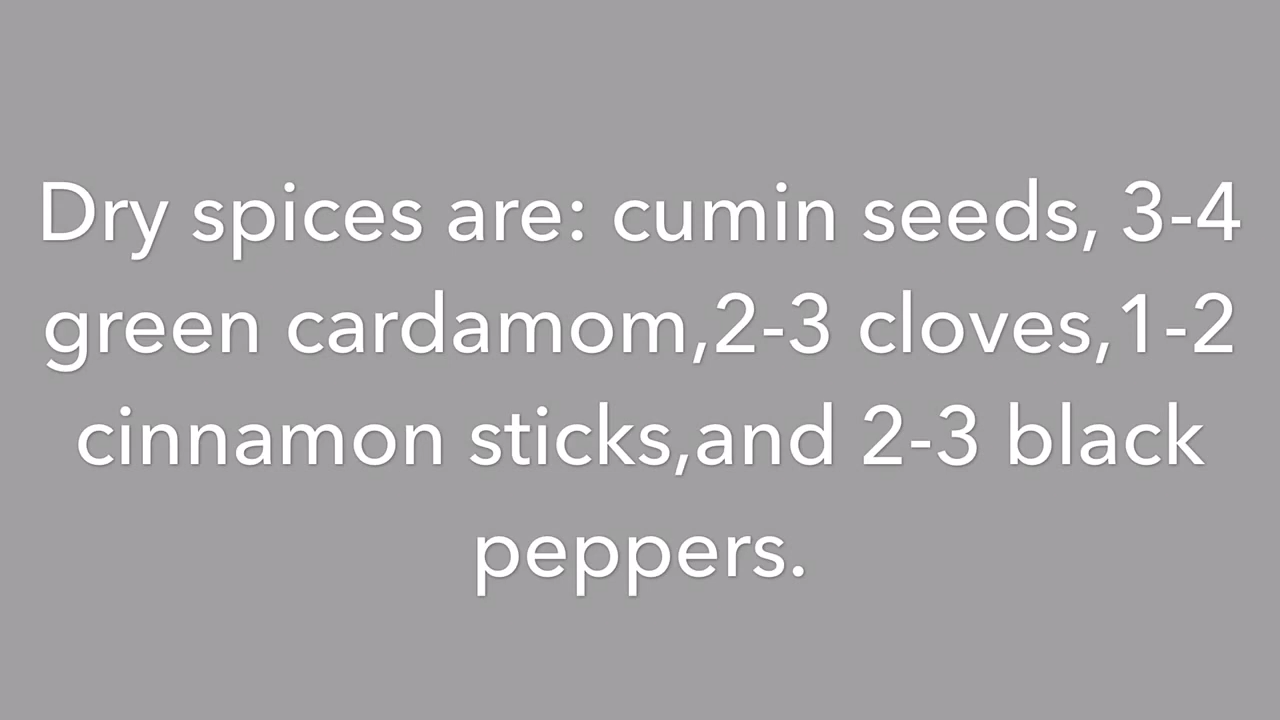 Dry spices are: cumin seeds, 3-4
green cardamom,2-3 cloves,1-2
cinnamon sticks,and 2-3 black
peppers.